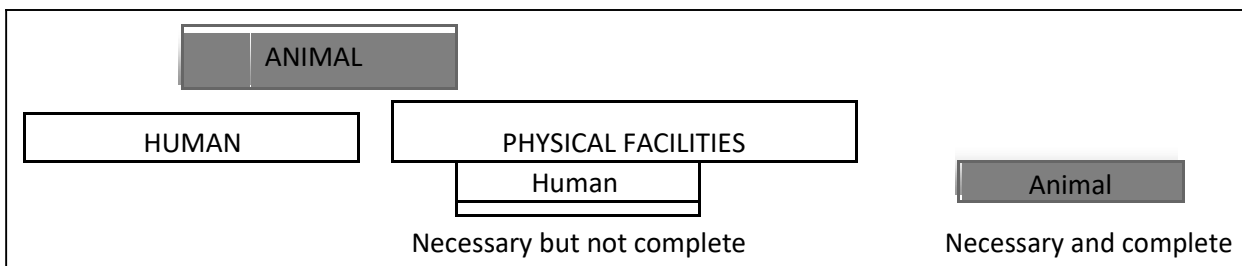 ANIMAL
HUMAN PHYSICAL FACILITIES
Human Animal
Necessary but not complete Necessary and complete